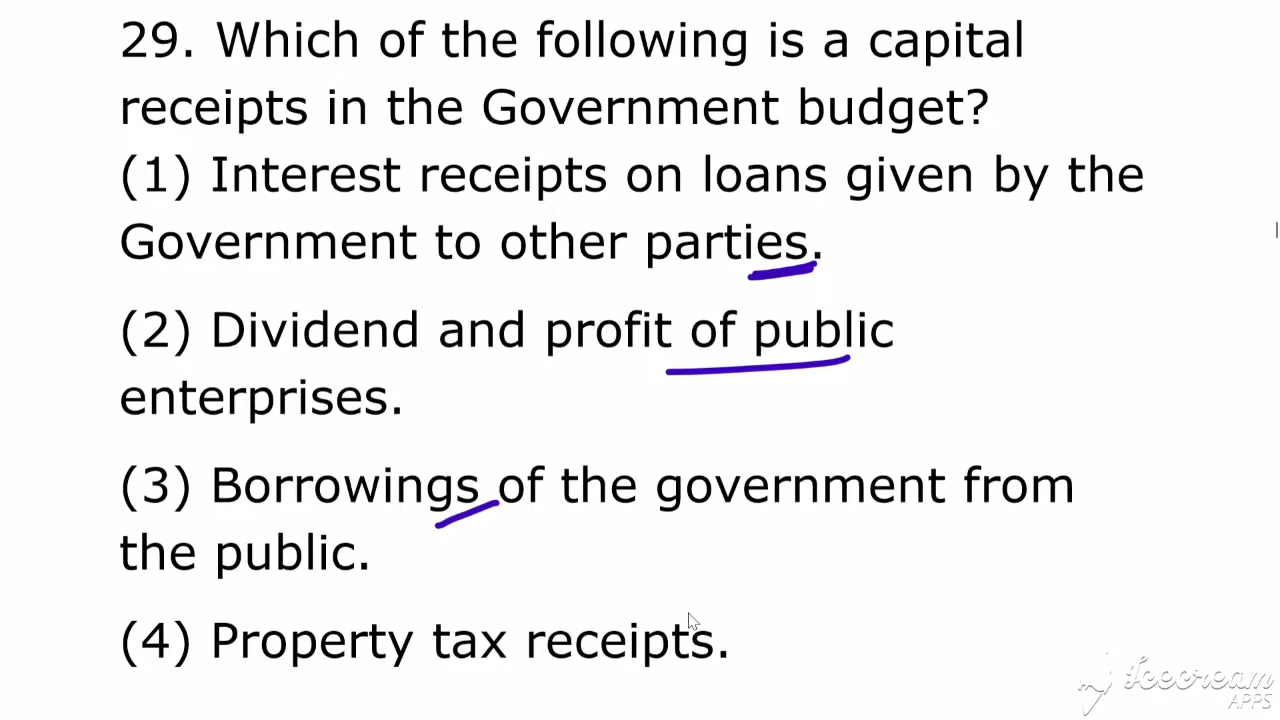 29. Which of the following is a capital
receipts in the Government budget?
(1) Interest receipts on loans given by the
Government to other parties.
(2) Dividend and profit of public
enterprises.
(3) Borrowings of the government from
the public.
(4) Property tax receipts.
Icecream
APPS